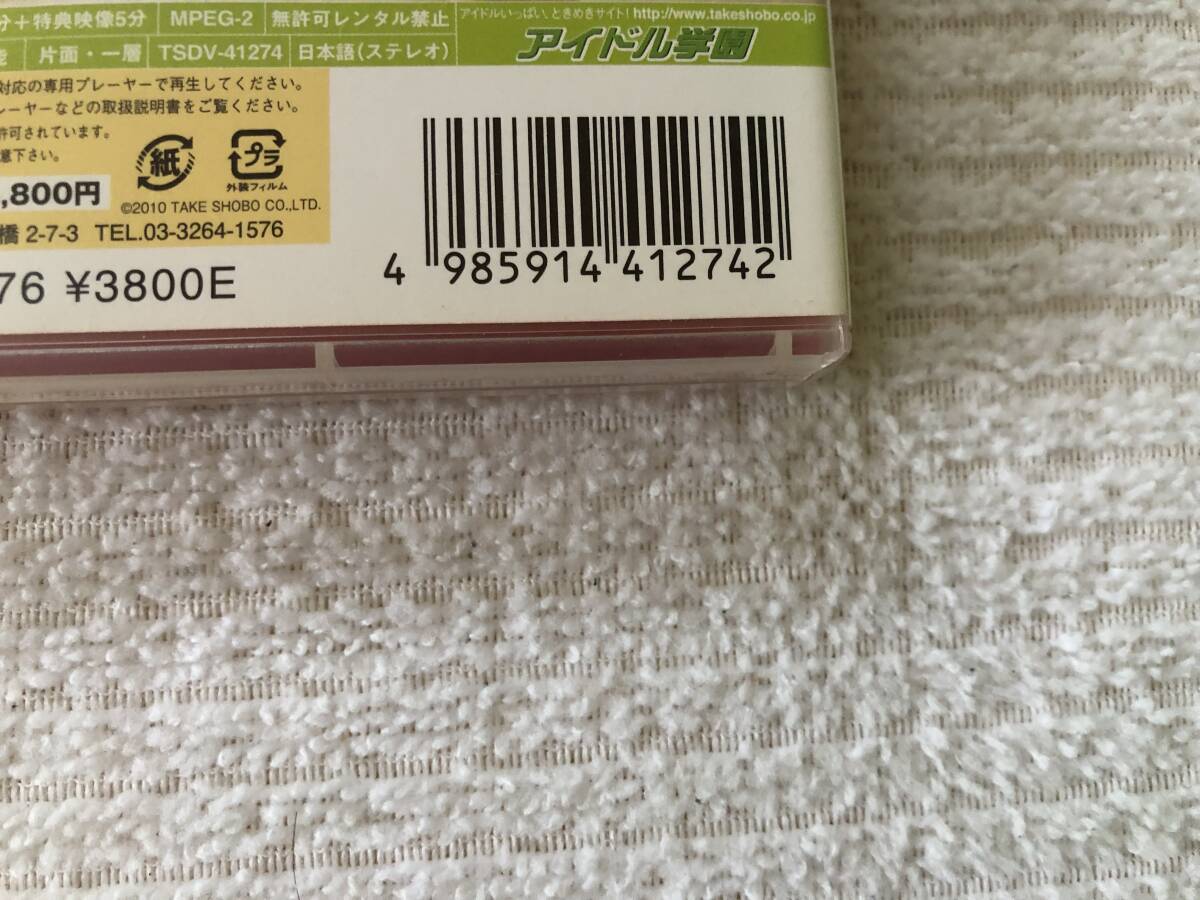 分＋特典映像5分 MPEG-2 無許可レンタル禁止 アイドルいっぱい、ときめきサイト! http://www.takeshobo.co.jp
能 片面・一層 TSDV-41274 日本語(ステレオ) アイドル学園
対応の専用プレーヤーで再生してください。
レーヤーなどの取扱説明書をご覧ください。
許可されています。
意下さい。
紙 プラ
外装フィルム
,800円
©2010 TAKE SHOBO CO.,LTD.
橋 2-7-3 TEL.03-3264-1576
76 ¥3800E
4 985914 412742